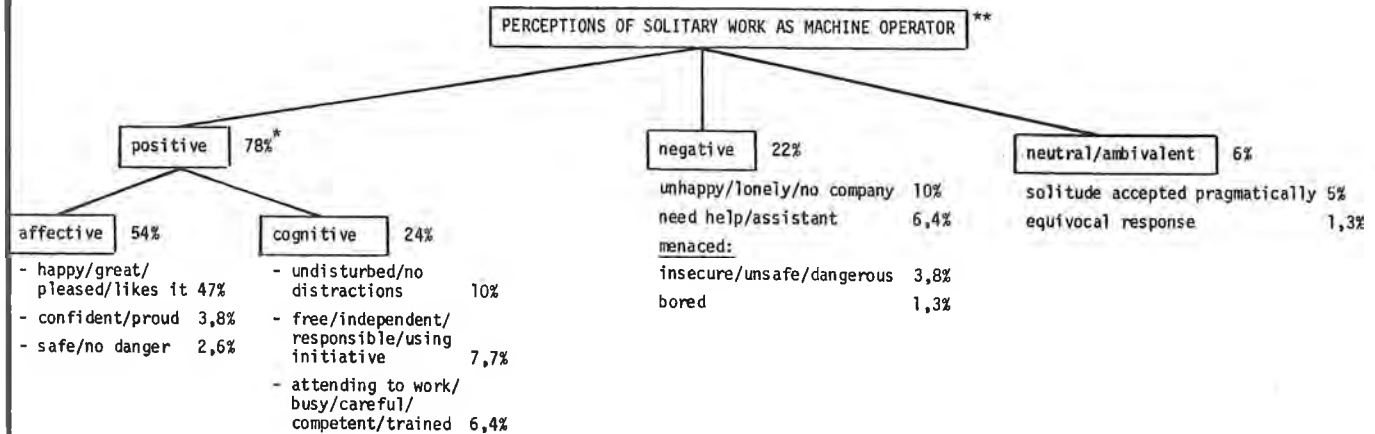 PERCEPTIONS OF SOLITARY WORK AS MACHINE OPERATOR **
positive 78%*
affective 54%
- happy/great/
pleased/likes it 47%
- confident/proud 3,8%
- safe/no danger 2,6%
cognitive 24%
- undisturbed/no
distractions 10%
- free/independent/
responsible/using
initiative 7,7%
- attending to work/
busy/careful/
competent/trained 6,4%
negative 22%
unhappy/lonely/no company 10%
need help/assistant 6,4%
menaced:
insecure/unsafe/dangerous 3,8%
bored 1,3%
neutral/ambivalent 6%
solitude accepted pragmatically 5%
equivocal response 1,3%